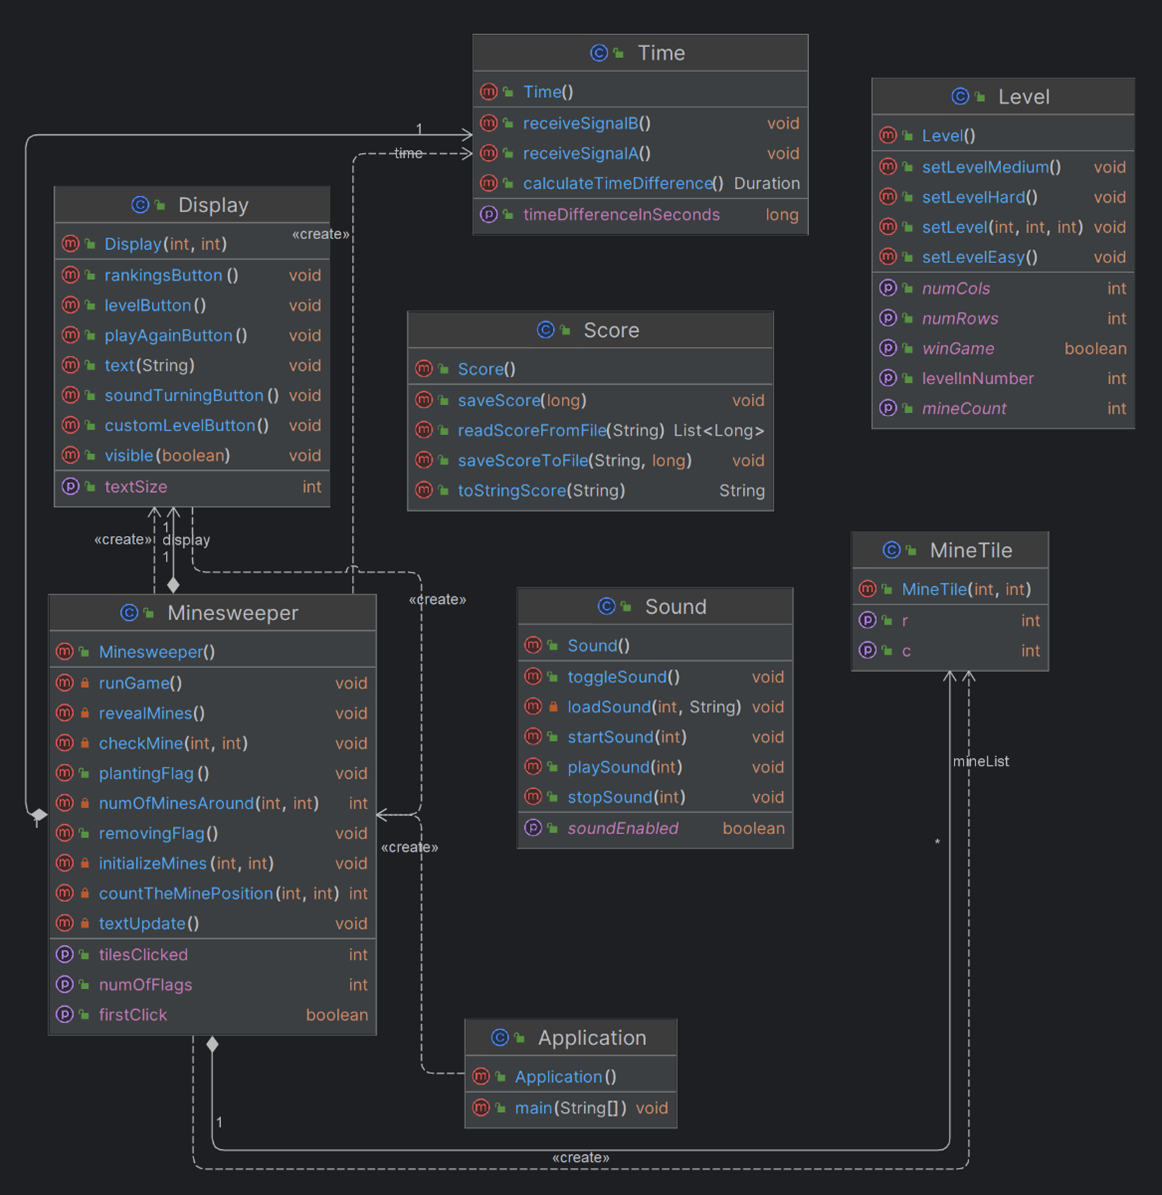 Time
Time()
receiveSignalB() void
receiveSignalA() void
calculateTimeDifference() Duration
timeDifferenceInSeconds long
Level
Level()
setLevelMedium() void
setLevelHard() void
setLevel(int, int, int) void
setLevelEasy() void
numCols int
numRows int
winGame boolean
levelInNumber int
mineCount int
1
time
«create»
Display
Display(int, int)
rankingsButton() void
levelButton() void
playAgainButton() void
text(String) void
soundTurningButton() void
customLevelButton() void
visible(boolean) void
textSize int
Score
Score()
saveScore(long) void
readScoreFromFile(String) List<Long>
saveScoreToFile(String, long) void
toStringScore(String) String
«create»
1
display
1
«create»
MineTile
MineTile(int, int)
r int
c int
Minesweeper
Minesweeper()
runGame() void
revealMines() void
checkMine(int, int) void
plantingFlag() void
numOfMinesAround(int, int) int
removingFlag() void
initializeMines(int, int) void
countTheMinePosition(int, int) int
textUpdate() void
tilesClicked int
numOfFlags int
firstClick boolean
1
Sound
Sound()
toggleSound() void
loadSound(int, String) void
startSound(int) void
playSound(int) void
stopSound(int) void
soundEnabled boolean
mineList
*
«create»
Application
Application()
main(String[]) void
1
«create»